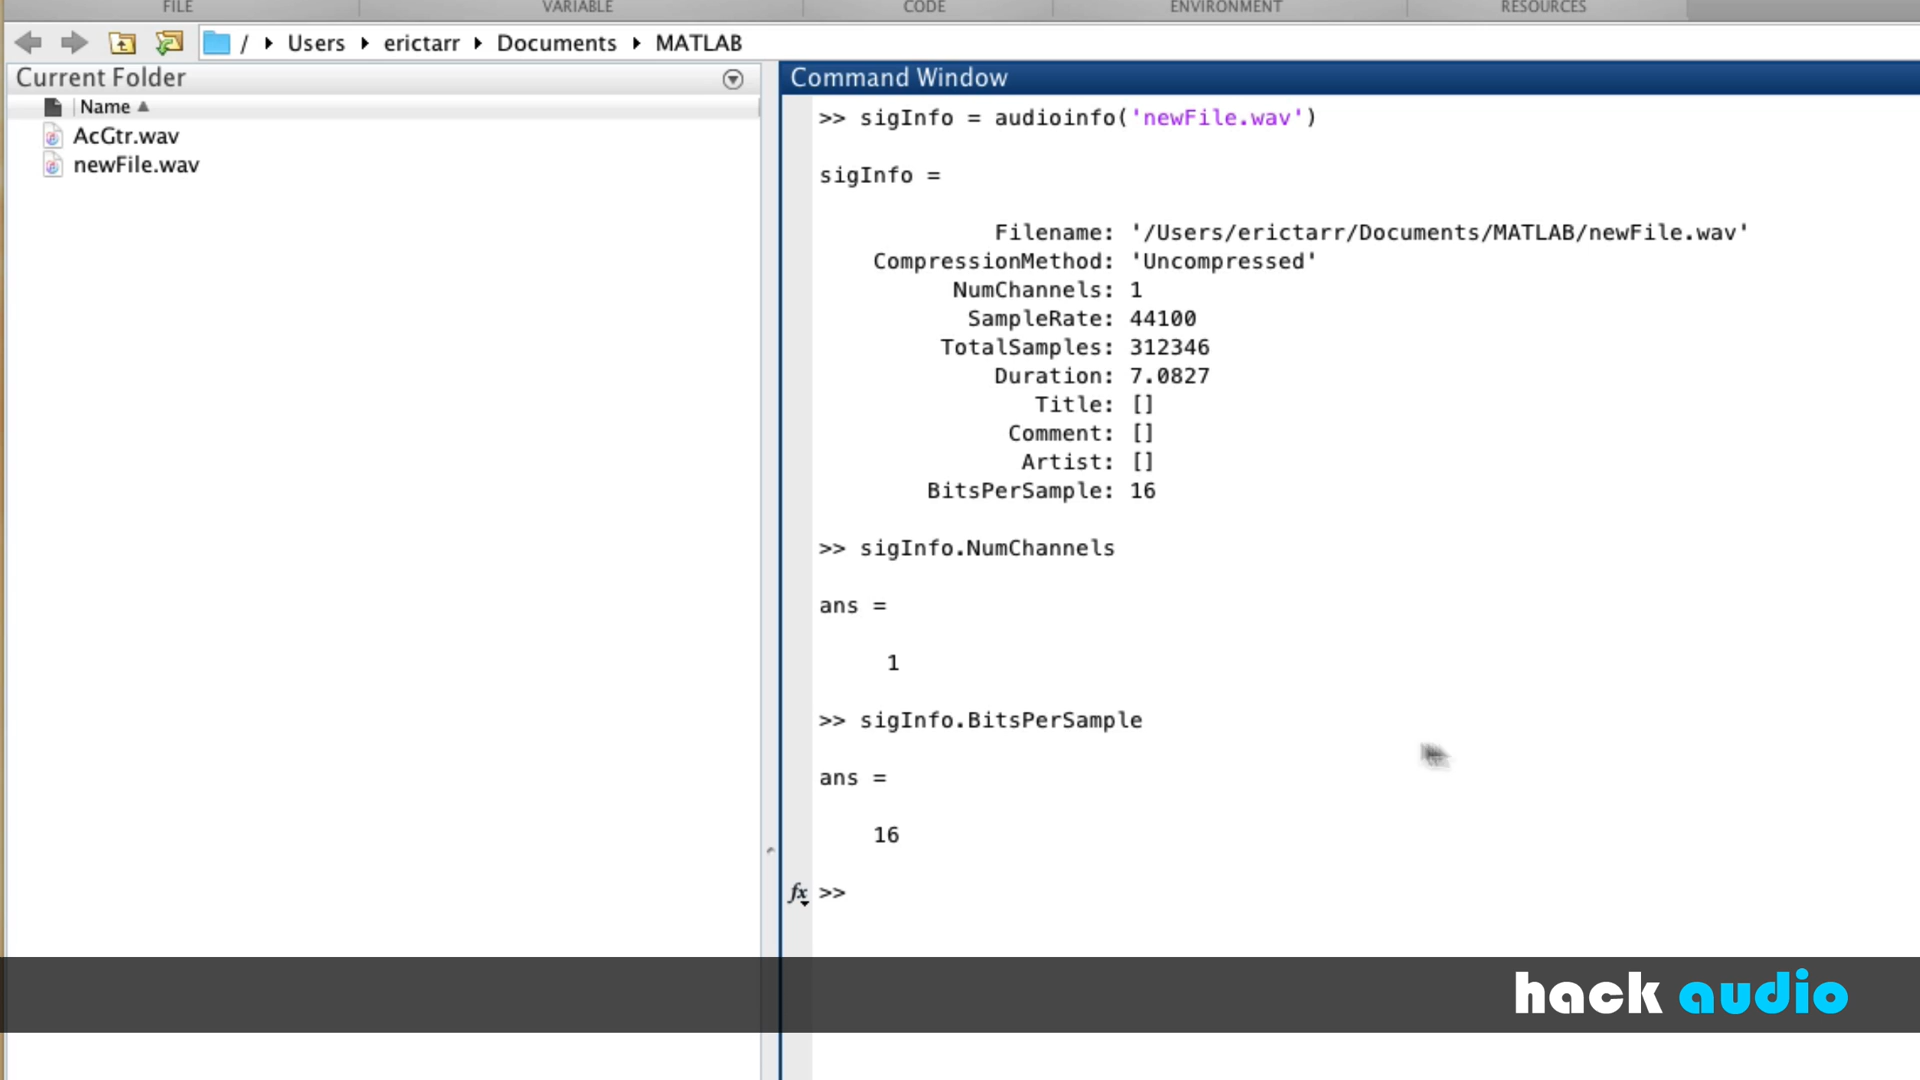 FILE VARIABLE CODE ENVIRONMENT RESOURCES
/ Users erictarr Documents MATLAB
Current Folder
Name
AcGtr.wav
newFile.wav
Command Window
>> sigInfo = audioinfo('newFile.wav')
sigInfo =
Filename: '/Users/erictarr/Documents/MATLAB/newFile.wav'
CompressionMethod: 'Uncompressed'
NumChannels: 1
SampleRate: 44100
TotalSamples: 312346
Duration: 7.0827
Title: []
Comment: []
Artist: []
BitsPerSample: 16
>> sigInfo.NumChannels
ans =
1
>> sigInfo.BitsPerSample
ans =
16
fx >>
hack audio